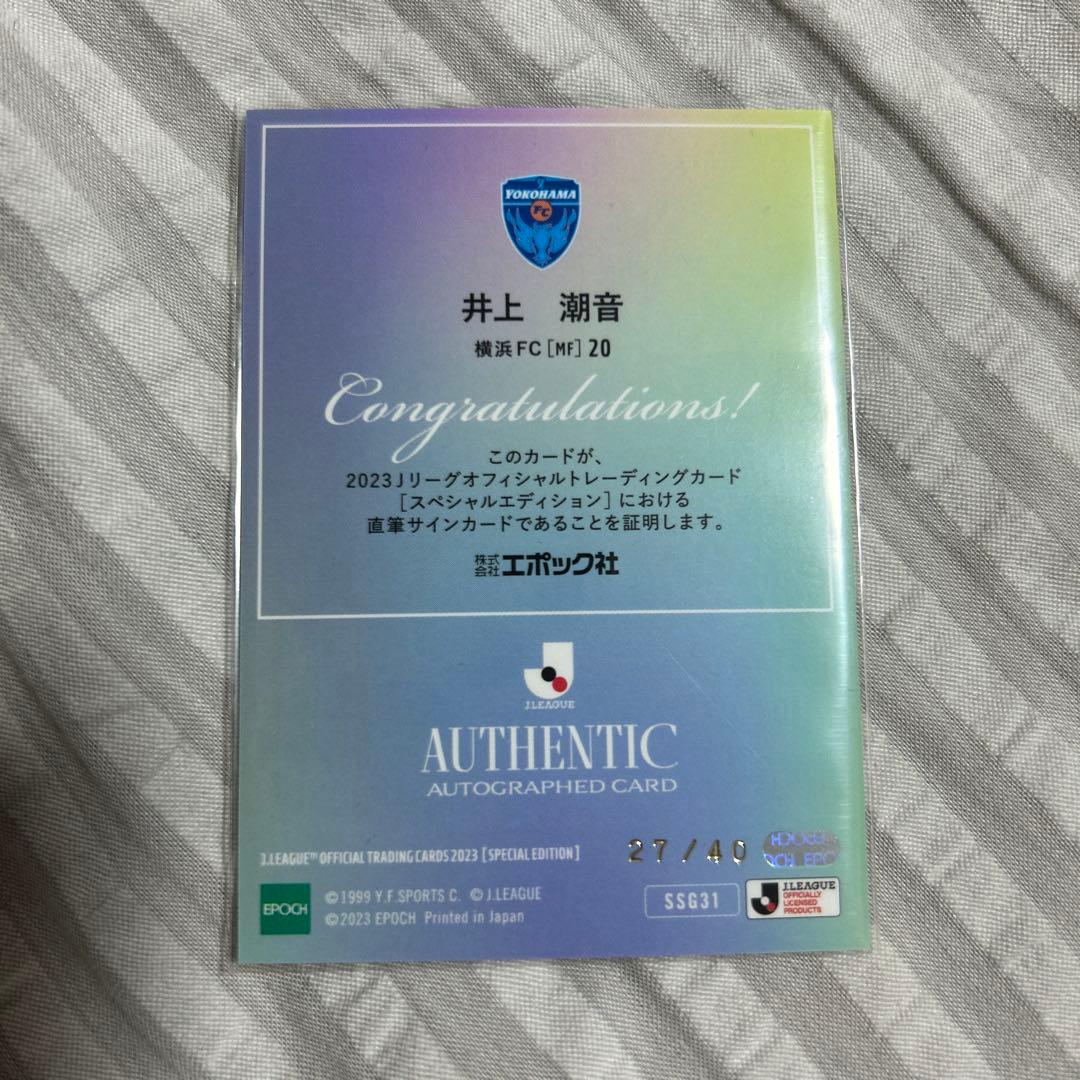 YOKOHAMA
FC
井上 潮音
横浜FC［MF］20
Congratulations!
このカードが、
2023Jリーグオフィシャルトレーディングカード
［スペシャルエディション］における
直筆サインカードであることを証明します。
株式会社エポック社
J.LEAGUE
AUTHENTIC
AUTOGRAPHED CARD
J.LEAGUE™ OFFICIAL TRADING CARDS 2023［SPECIAL EDITION］
27/40
EPOCH
©1999 Y.F.SPORTS C. ©J.LEAGUE
©2023 EPOCH Printed in Japan
SSG31
J.LEAGUE
OFFICIALLY
LICENSED
PRODUCTS